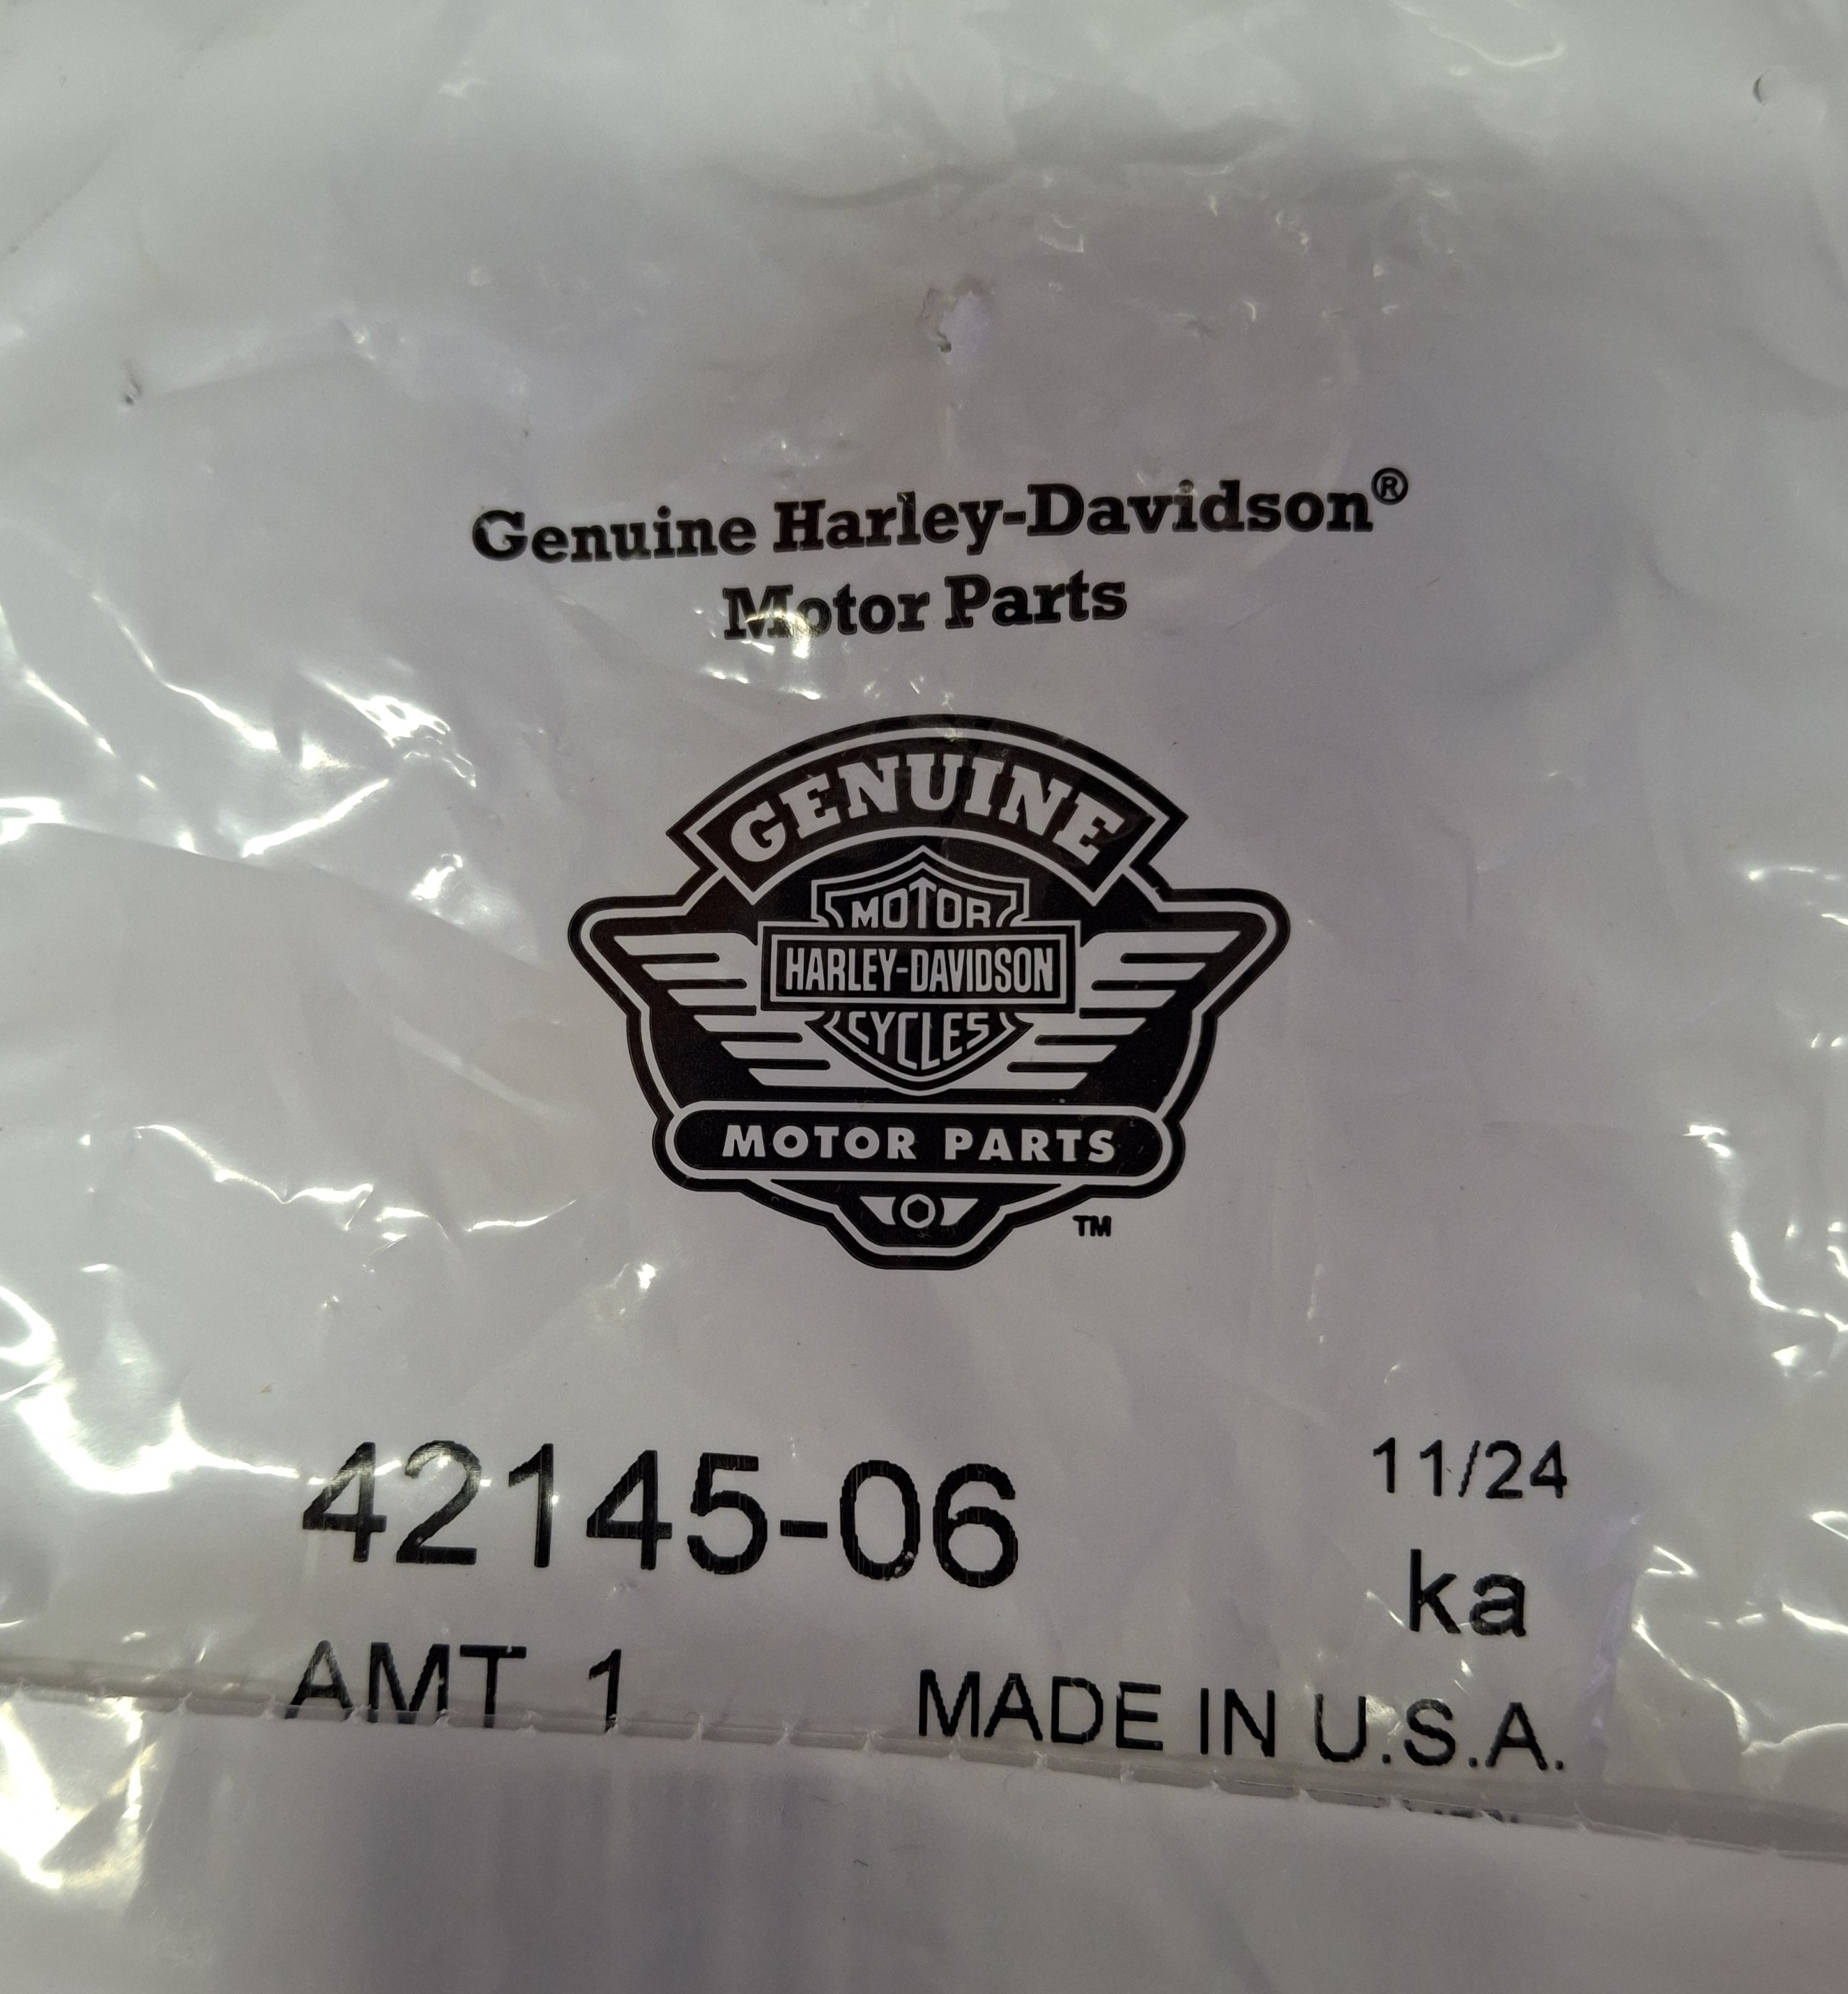 Genuine Harley-Davidson®
Motor Parts
GENUINE
MOTOR
HARLEY-DAVIDSON
CYCLES
MOTOR PARTS
TM
42145-06
11/24
ka
AMT 1
MADE IN U.S.A.